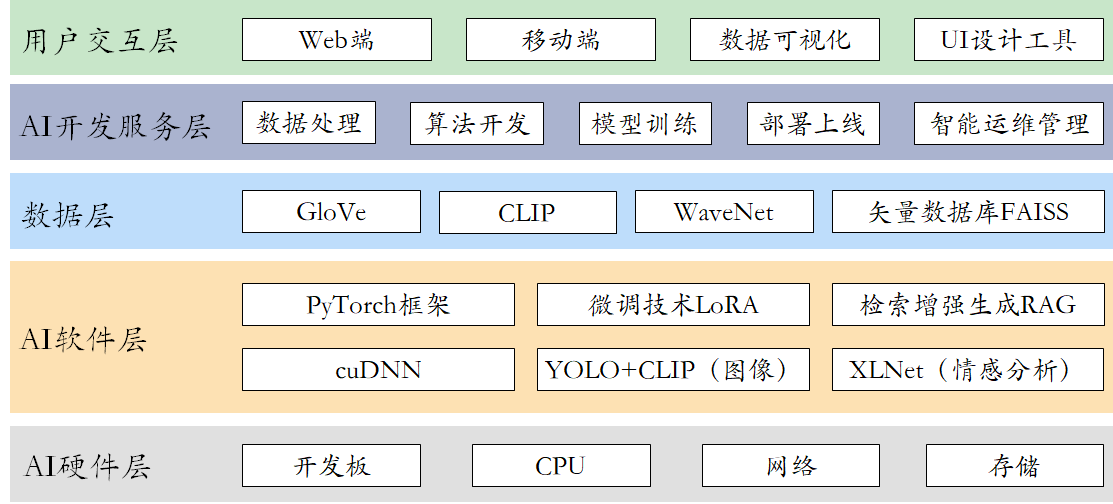 用户交互层
Web端
移动端
数据可视化
UI设计工具
AI开发服务层
数据处理
算法开发
模型训练
部署上线
智能运维管理
数据层
GloVe
CLIP
WaveNet
矢量数据库FAISS
AI软件层
PyTorch框架
微调技术LoRA
检索增强生成RAG
cuDNN
YOLO+CLIP（图像）
XLNet（情感分析）
AI硬件层
开发板
CPU
网络
存储